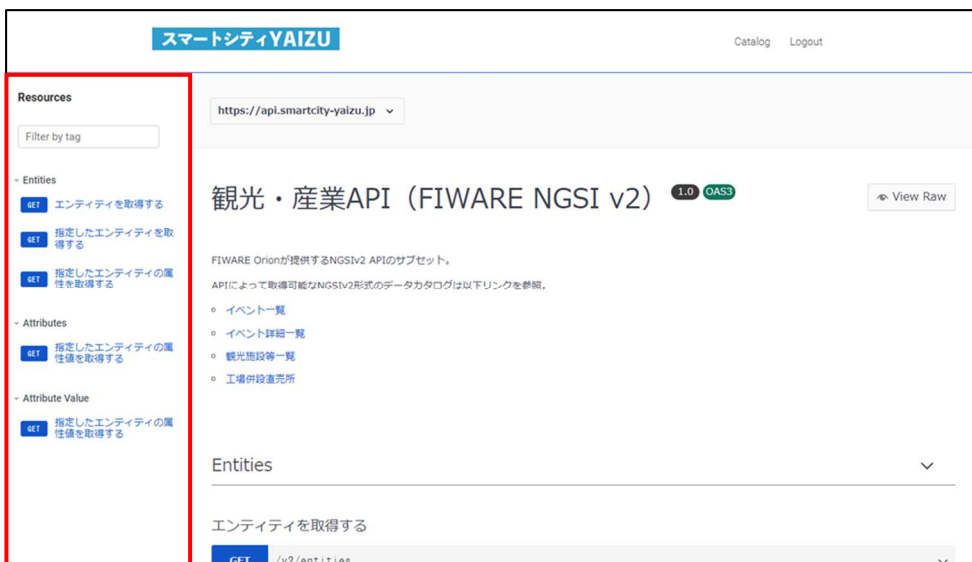 スマートシティYAIZU
Catalog Logout
Resources
Filter by tag
Entities
GET エンティティを取得する
GET 指定したエンティティを取
得する
GET 指定したエンティティの属
性を取得する
Attributes
GET 指定したエンティティの属
性値を取得する
Attribute Value
GET 指定したエンティティの属
性値を取得する
https://api.smartcity-yaizu.jp
観光・産業API（FIWARE NGSI v2） 1.0 OAS3
View Raw
FIWARE Orionが提供するNGSIv2 APIのサブセット。
APIによって取得可能なNGSIv2形式のデータカタログは以下リンクを参照。
イベント一覧
イベント詳細一覧
観光施設等一覧
工場併設直売所
Entities
エンティティを取得する
GET /v2/entities